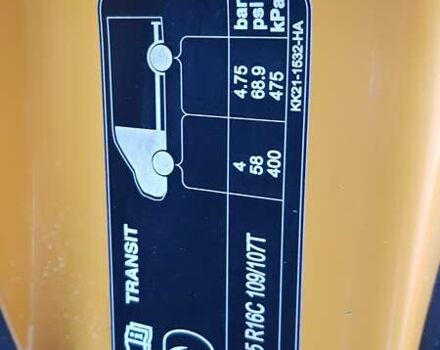 TRANSIT
5 R16C 109/107T
4 4.75 bar
58 68.9 psi
400 475 kPa
KK21-1532-HA